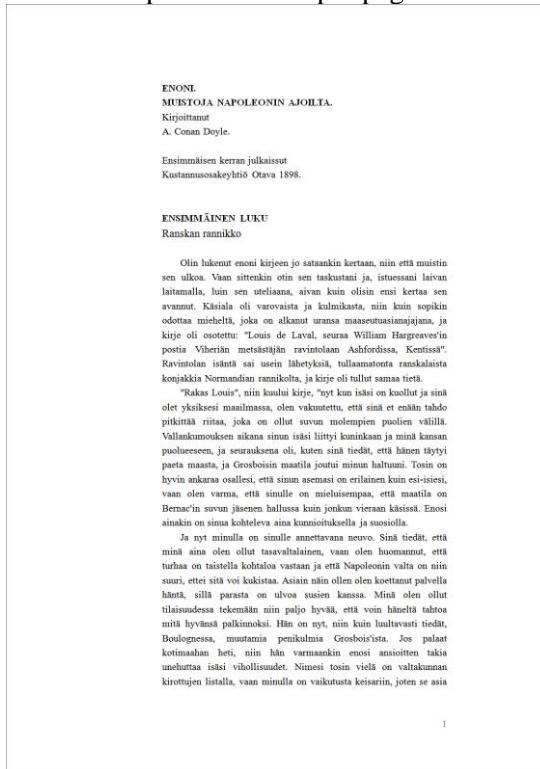 ENONI.
MUISTOJA NAPOLEONIN AJOILTA.
Kirjoittanut
A. Conan Doyle.
Ensimmäisen kerran julkaissut
Kustannusosakeyhtiö Otava 1898.
ENSIMMÄINEN LUKU
Ranskan rannikko
Olin lukenut enoni kirjeen jo sataankin kertaan, niin että muistin
sen ulkoa. Vaan sittenkin otin sen taskustani ja, istuessani laivan
laitamalla, luin sen uteliaana, aivan kuin olisin ensi kertaa sen
avannut. Käsiala oli varovaista ja kulmikasta, niin kuin sopikin
odottaa mieheltä, joka on alkanut uransa maaseutuasianajajana, ja
kirje oli osotettu: "Louis de Laval, seuraa William Hargreaves'in
postia Viheriän metsästäjän ravintolaan Ashfordissa, Kentissä".
Ravintolan isäntä sai usein lähetyksiä, tullaamatonta ranskalaista
konjakkia Normandian rannikolta, ja kirje oli tullut samaa tietä.
"Rakas Louis", niin kuului kirje, "nyt kun isäsi on kuollut ja sinä
olet yksiksesi maailmassa, olen vakuutettu, että sinä et enään tahdo
pitkittää riitaa, joka on ollut suvun molempien puolien välillä.
Vallankumouksen aikana sinun isäsi liittyi kuninkaan ja minä kansan
puolueeseen, ja seurauksena oli, kuten sinä tiedät, että hänen täytyi
paeta maasta, ja Grosboisin maatila joutui minun haltuuni. Tosin on
hyvin ankaraa osallesi, että sinun asemasi on erilainen kuin esi-isiesi,
vaan olen varma, että sinulle on mieluisempaa, että maatila on
Bernac'in suvun jäsenen hallussa kuin jonkun vieraan käsissä. Enosi
ainakin on sinua kohteleva aina kunnioituksella ja suosiolla.
Ja nyt minulla on sinulle annettavana neuvo. Sinä tiedät, että
minä aina olen ollut tasavaltalainen, vaan olen huomannut, että
turhaa on taistella kohtaloa vastaan ja että Napoleonin valta on niin
suuri, ettei sitä voi kukistaa. Asiain näin ollen olen koettanut palvella
häntä, sillä parasta on ulvoa susien kanssa. Minä olen ollut
tilaisuudessa tekemään niin paljo hyvää, että voin häneltä tahtoa
mitä hyvänsä palkinnoksi. Hän on nyt, niin kuin luultavasti tiedät,
Boulognessa, muutamia penikulmia Grosbois'ista. Jos palaat
kotimaahan heti, niin hän varmaankin enosi ansioitten takia
unehuttaa isäsi vihollisuudet. Nimesi tosin vielä on valtakunnan
kirottujen listalla, vaan minulla on vaikutusta keisariin, joten se asia
1